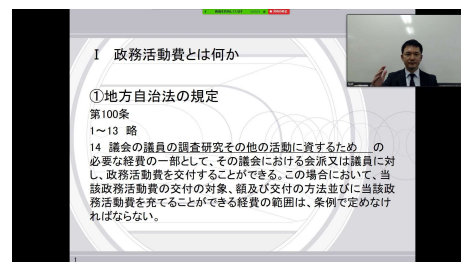 Ⅰ　政務活動費とは何か
①地方自治法の規定
第100条
1～13　略
14　議会の議員の調査研究その他の活動に資するため　の
必要な経費の一部として、その議会における会派又は議員に対
し、政務活動費を交付することができる。この場合において、当
該政務活動費の交付の対象、額及び交付の方法並びに当該政
務活動費を充てることができる経費の範囲は、条例で定めなけ
ればならない。
1